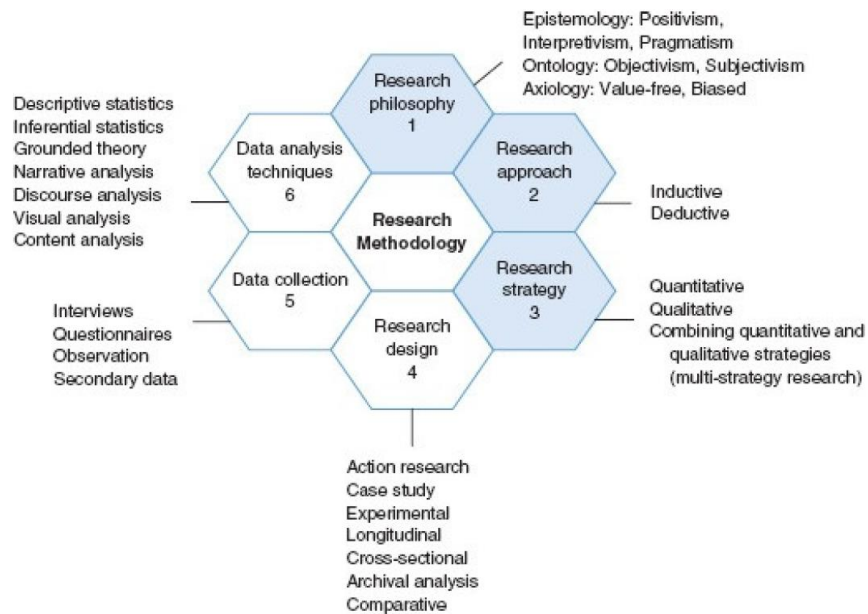 Epistemology: Positivism,
Interpretivism, Pragmatism
Ontology: Objectivism, Subjectivism
Axiology: Value-free, Biased
Research
philosophy
1
Research
approach
2
Inductive
Deductive
Research
strategy
3
Quantitative
Qualitative
Combining quantitative and
qualitative strategies
(multi-strategy research)
Research
design
4
Action research
Case study
Experimental
Longitudinal
Cross-sectional
Archival analysis
Comparative
Data collection
5
Interviews
Questionnaires
Observation
Secondary data
Data analysis
techniques
6
Descriptive statistics
Inferential statistics
Grounded theory
Narrative analysis
Discourse analysis
Visual analysis
Content analysis
Research
Methodology